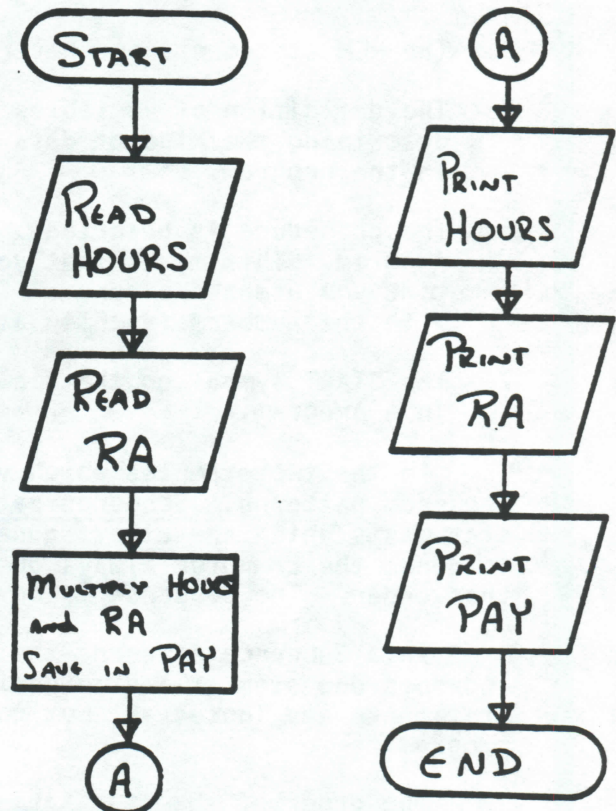 START
READ
HOURS
READ
RA
MULTIPLY HOURS
and RA
SAVE IN PAY
A
A
PRINT
HOURS
PRINT
RA
PRINT
PAY
END